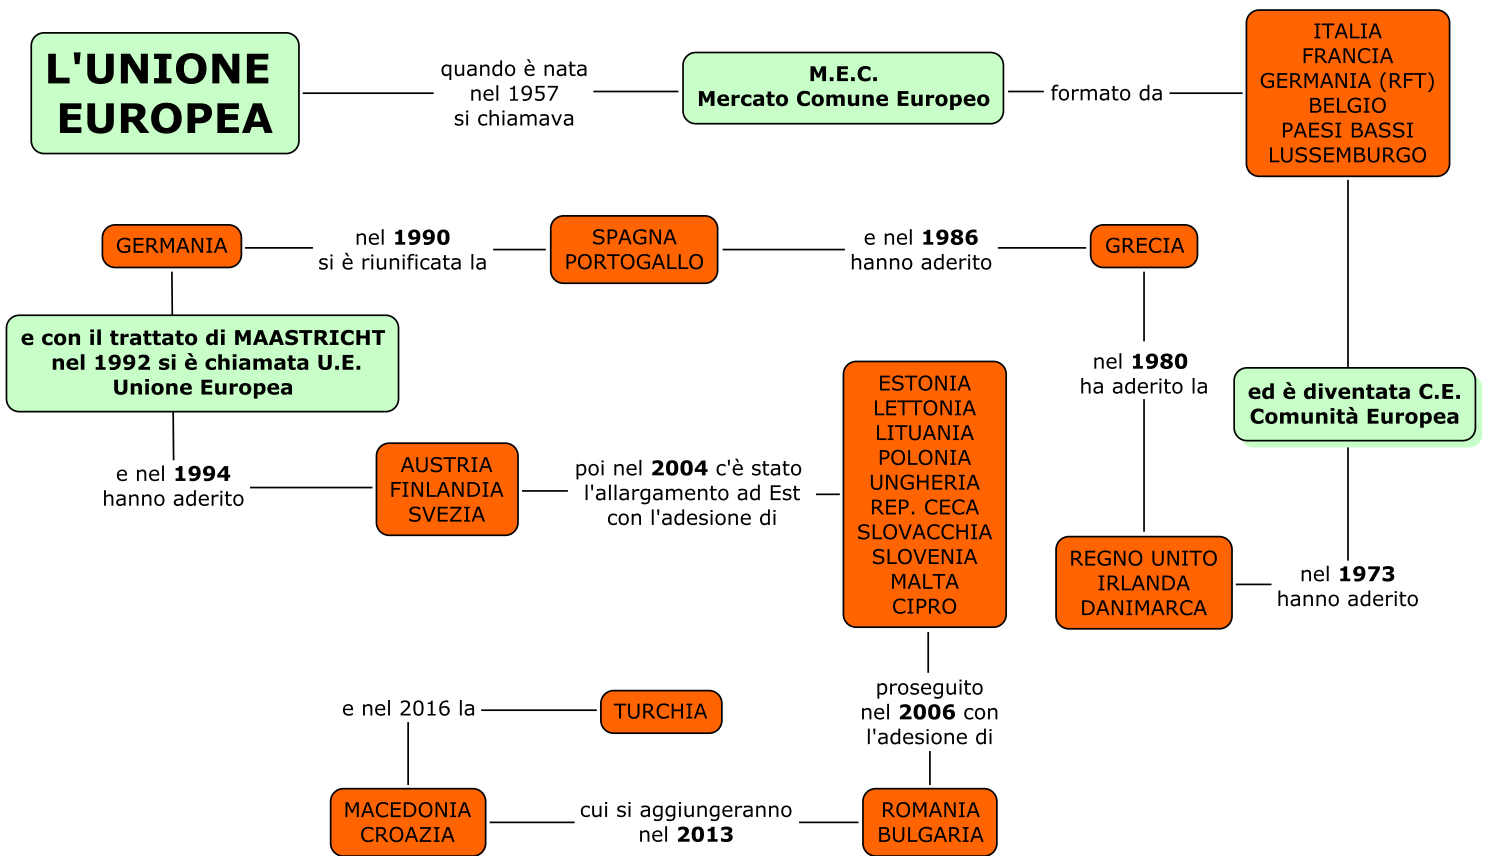 L'UNIONE
EUROPEA
quando è nata
nel 1957
si chiamava
M.E.C.
Mercato Comune Europeo
formato da
ITALIA
FRANCIA
GERMANIA (RFT)
BELGIO
PAESI BASSI
LUSSEMBURGO
ed è diventata C.E.
Comunità Europea
nel 1973
hanno aderito
REGNO UNITO
IRLANDA
DANIMARCA
nel 1980
ha aderito la
GRECIA
e nel 1986
hanno aderito
SPAGNA
PORTOGALLO
nel 1990
si è riunificata la
GERMANIA
e con il trattato di MAASTRICHT
nel 1992 si è chiamata U.E.
Unione Europea
e nel 1994
hanno aderito
AUSTRIA
FINLANDIA
SVEZIA
poi nel 2004 c'è stato
l'allargamento ad Est
con l'adesione di
ESTONIA
LETTONIA
LITUANIA
POLONIA
UNGHERIA
REP. CECA
SLOVACCHIA
SLOVENIA
MALTA
CIPRO
proseguito
nel 2006 con
l'adesione di
ROMANIA
BULGARIA
cui si aggiungeranno
nel 2013
MACEDONIA
CROAZIA
e nel 2016 la
TURCHIA